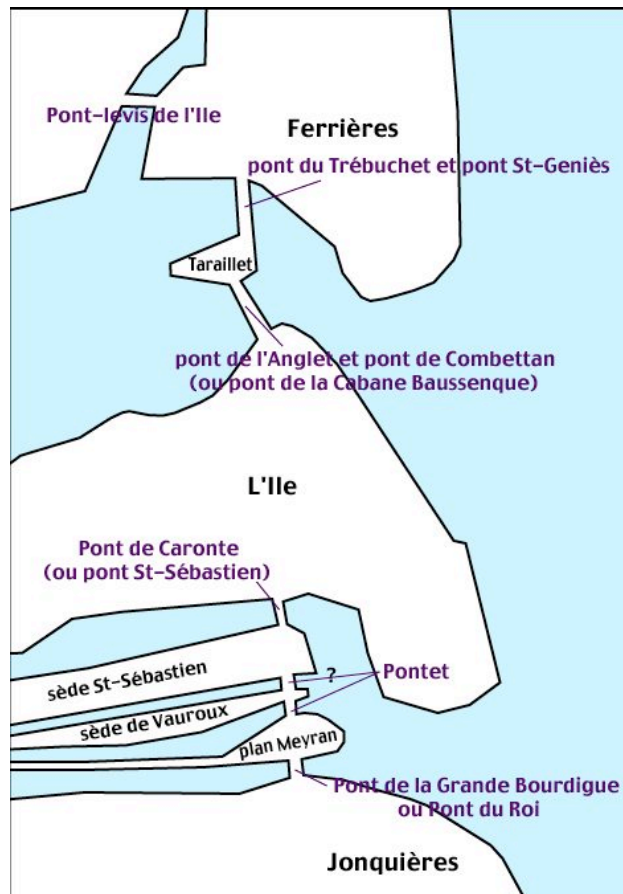 Pont-levis de l'Ile
Ferrières
pont du Trébuchet et pont St-Geniès
Taraillet
pont de l'Anglet et pont de Combettan
(ou pont de la Cabane Baussenque)
L'Ile
Pont de Caronte
(ou pont St-Sébastien)
?
Pontet
sède St-Sébastien
sède de Vauroux
plan Meyran
Pont de la Grande Bourdigue
ou Pont du Roi
Jonquières